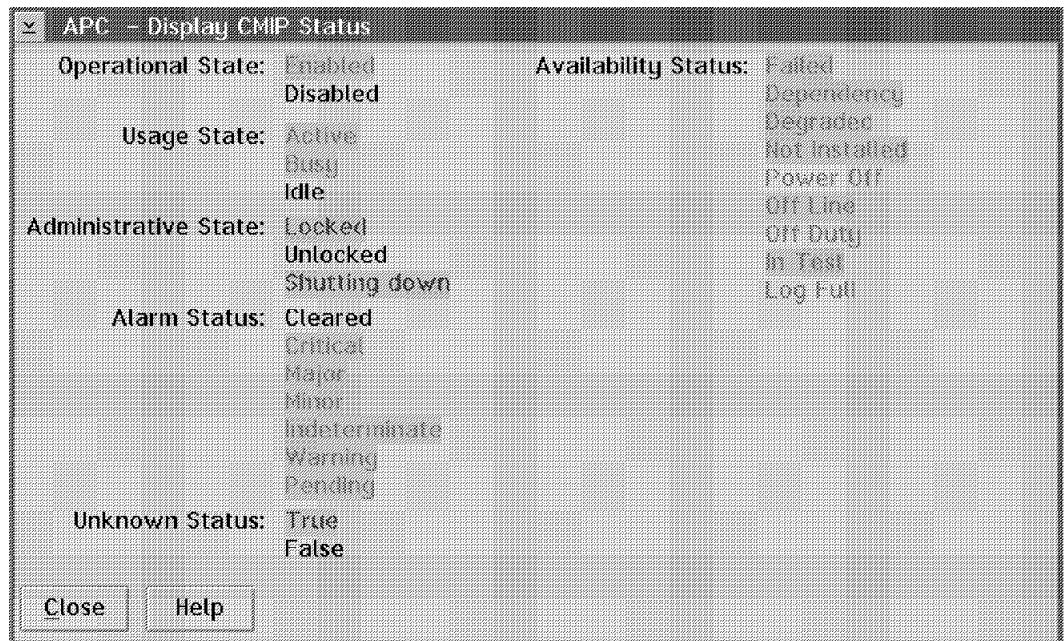 APC - Display CMIP Status
Operational State: Enabled
Disabled
Usage State: Active
Busy
Idle
Administrative State: Locked
Unlocked
Shutting down
Alarm Status: Cleared
Critical
Major
Minor
Indeterminate
Warning
Pending
Unknown Status: True
False
Availability Status: Failed
Dependency
Degraded
Not Installed
Power Off
Off Line
Off Duty
In Test
Log Full
Close Help